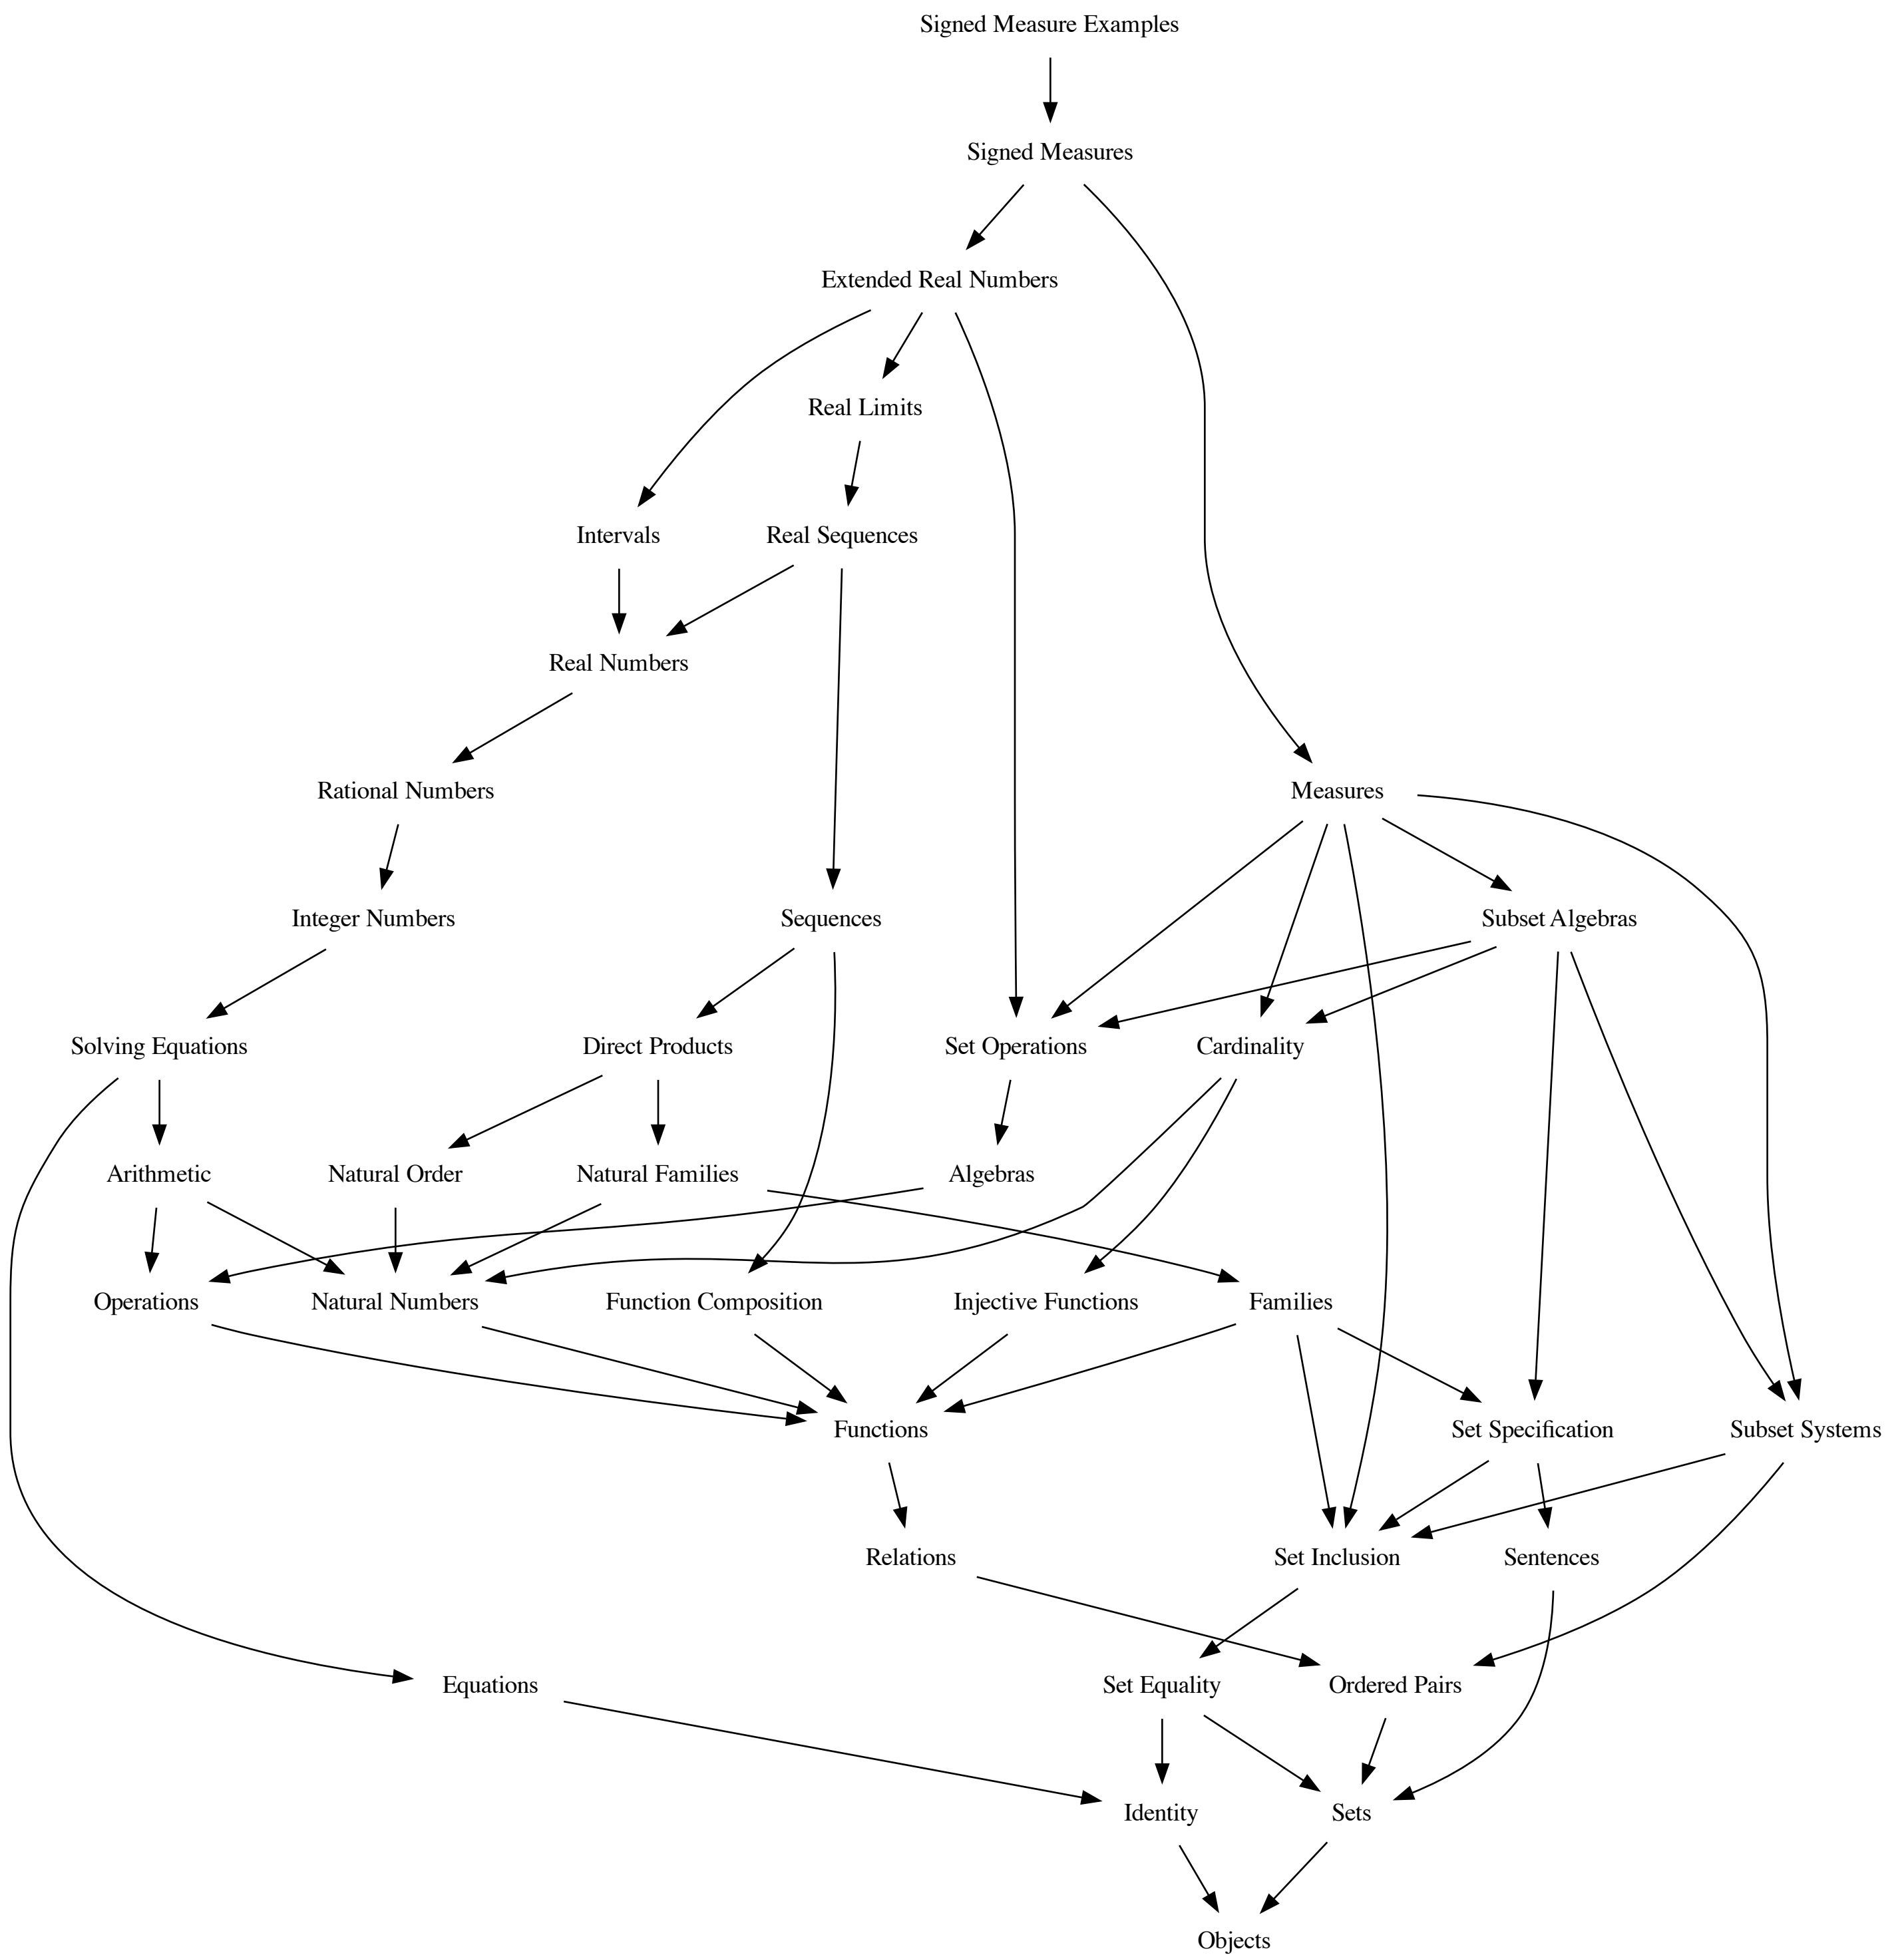 Signed Measure Examples
Signed Measures
Extended Real Numbers
Real Limits
Intervals
Real Sequences
Real Numbers
Rational Numbers
Measures
Integer Numbers
Sequences
Subset Algebras
Solving Equations
Direct Products
Set Operations
Cardinality
Arithmetic
Natural Order
Natural Families
Algebras
Operations
Natural Numbers
Function Composition
Injective Functions
Families
Functions
Set Specification
Subset Systems
Relations
Set Inclusion
Sentences
Equations
Set Equality
Ordered Pairs
Identity
Sets
Objects